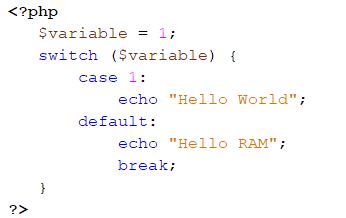 <?php
$variable = 1;
switch ($variable) {
case 1:
echo "Hello World";
default:
echo "Hello RAM";
break;
}
?>